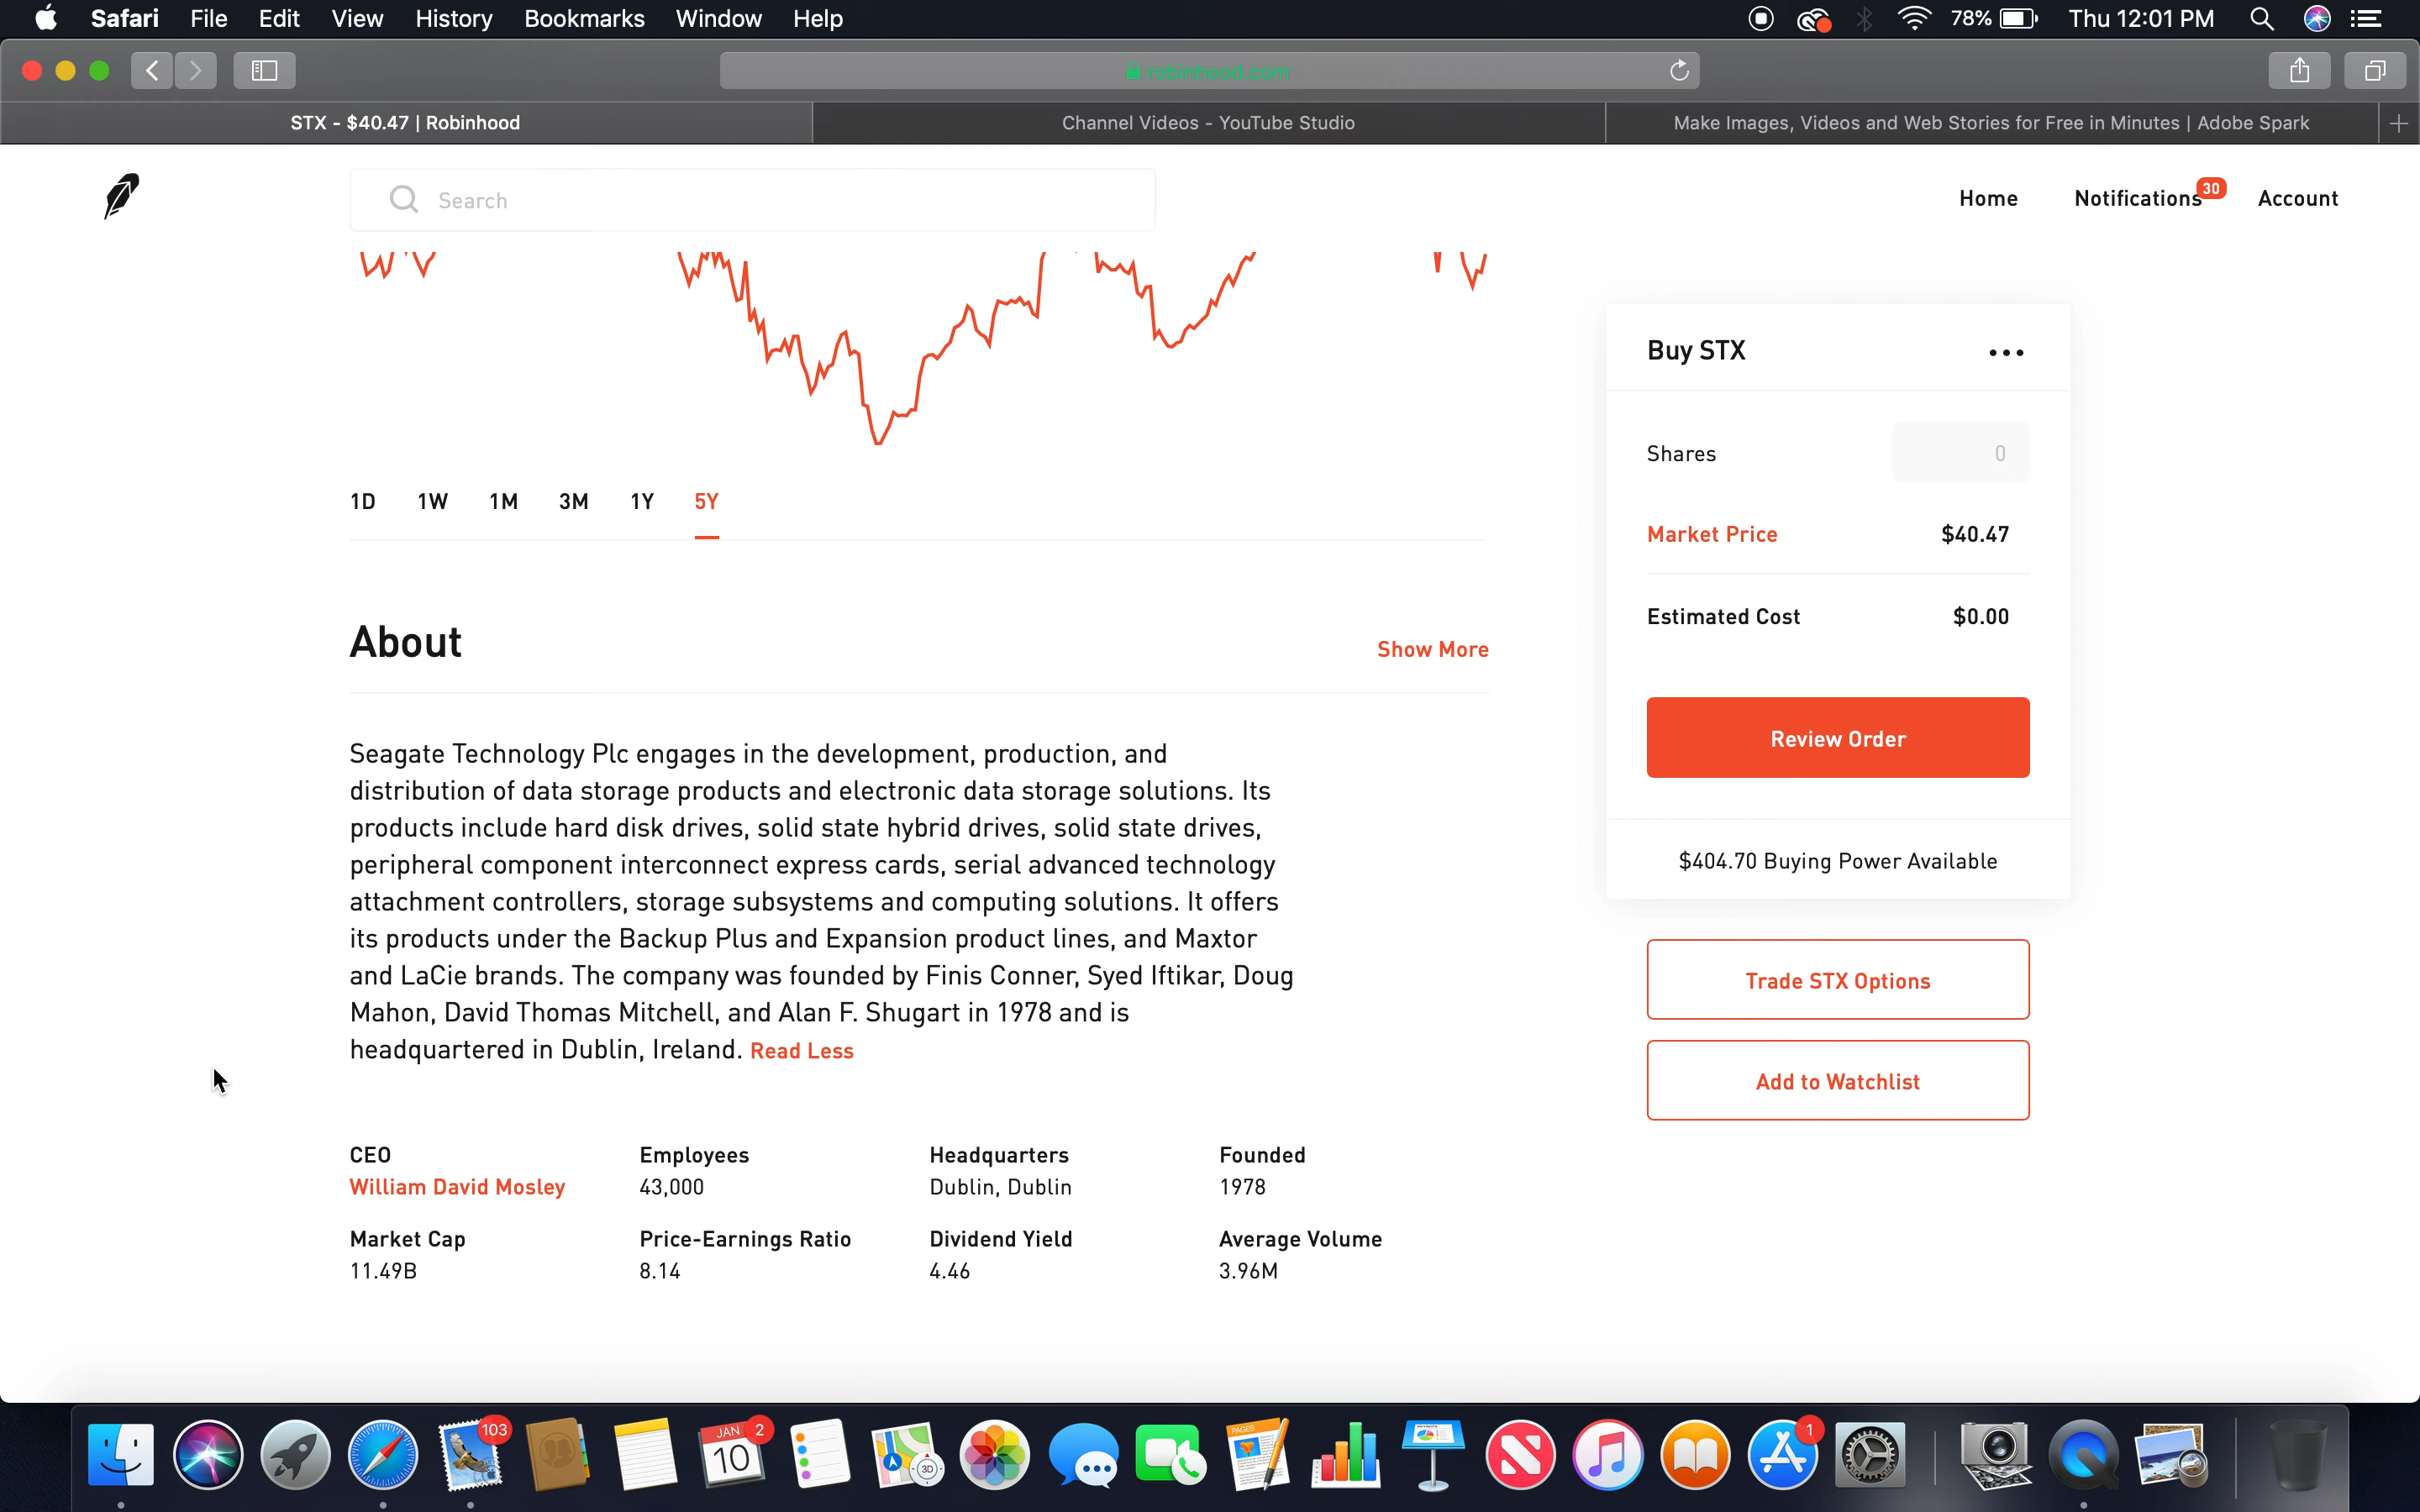 Safari File Edit View History Bookmarks Window Help 78% Thu 12:01 PM
robinhood.com
STX - $40.47 | Robinhood Channel Videos - YouTube Studio Make Images, Videos and Web Stories for Free in Minutes | Adobe Spark
Search Home Notifications 30 Account
Buy STX
Shares 0
Market Price $40.47
Estimated Cost $0.00
Review Order
$404.70 Buying Power Available
Trade STX Options
Add to Watchlist
1D 1W 1M 3M 1Y 5Y
About Show More
Seagate Technology Plc engages in the development, production, and
distribution of data storage products and electronic data storage solutions. Its
products include hard disk drives, solid state hybrid drives, solid state drives,
peripheral component interconnect express cards, serial advanced technology
attachment controllers, storage subsystems and computing solutions. It offers
its products under the Backup Plus and Expansion product lines, and Maxtor
and LaCie brands. The company was founded by Finis Conner, Syed Iftikar, Doug
Mahon, David Thomas Mitchell, and Alan F. Shugart in 1978 and is
headquartered in Dublin, Ireland. Read Less
CEO Employees Headquarters Founded
William David Mosley 43,000 Dublin, Dublin 1978
Market Cap Price-Earnings Ratio Dividend Yield Average Volume
11.49B 8.14 4.46 3.96M
103 JAN 10 2 3D PAGES 1